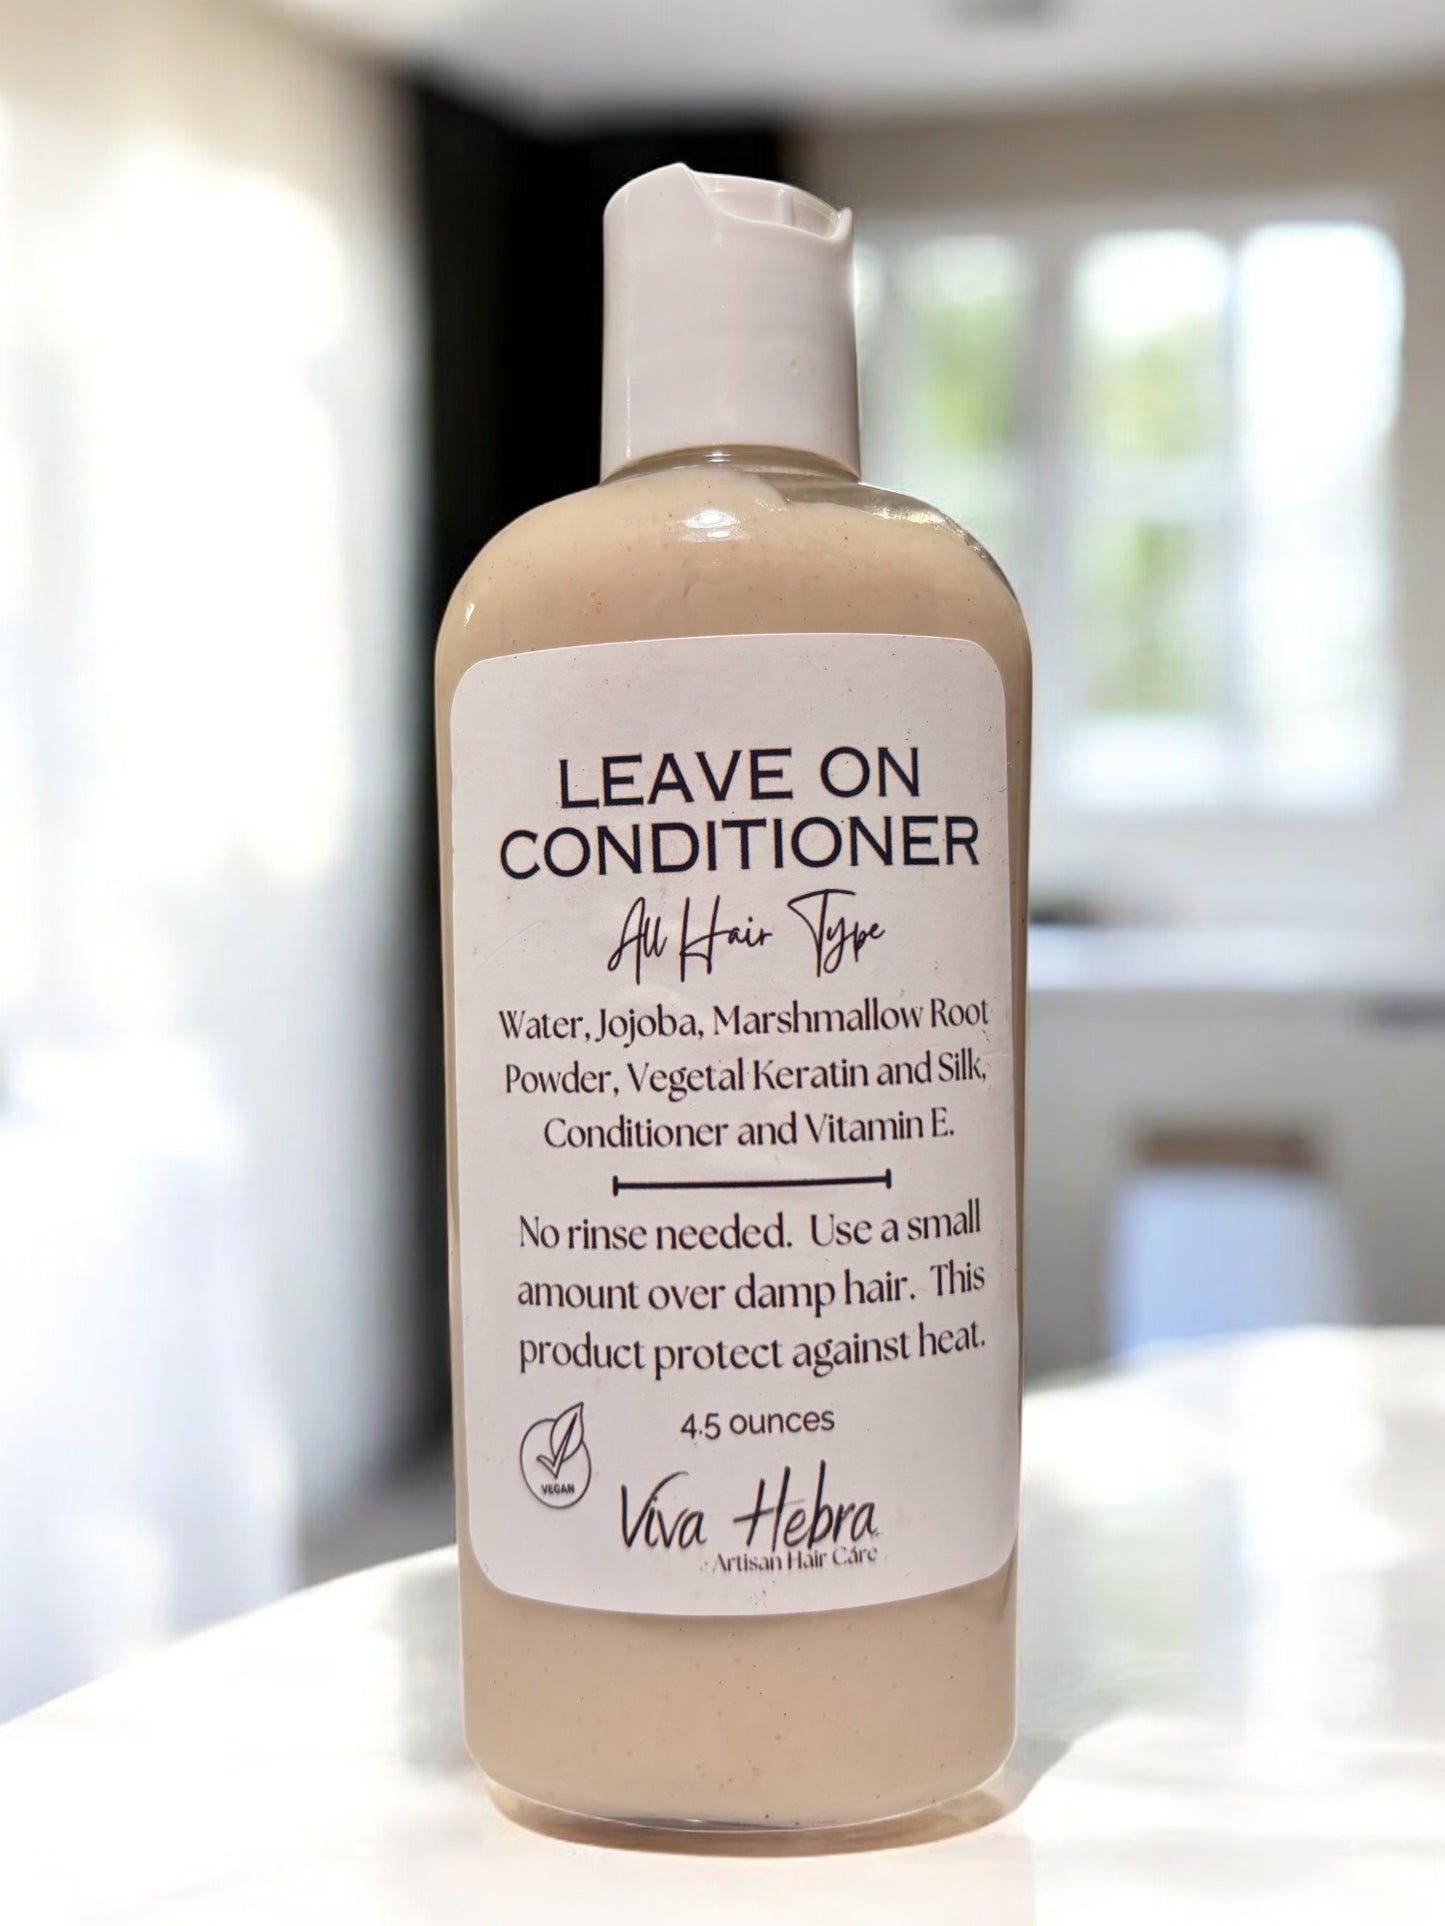 LEAVE ON
CONDITIONER
All Hair Type
Water, Jojoba, Marshmallow Root
Powder, Vegetal Keratin and Silk,
Conditioner and Vitamin E.
No rinse needed. Use a small
amount over damp hair. This
product protect against heat.
4.5 ounces
VEGAN
Viva Hebra
Artisan Hair Cáre